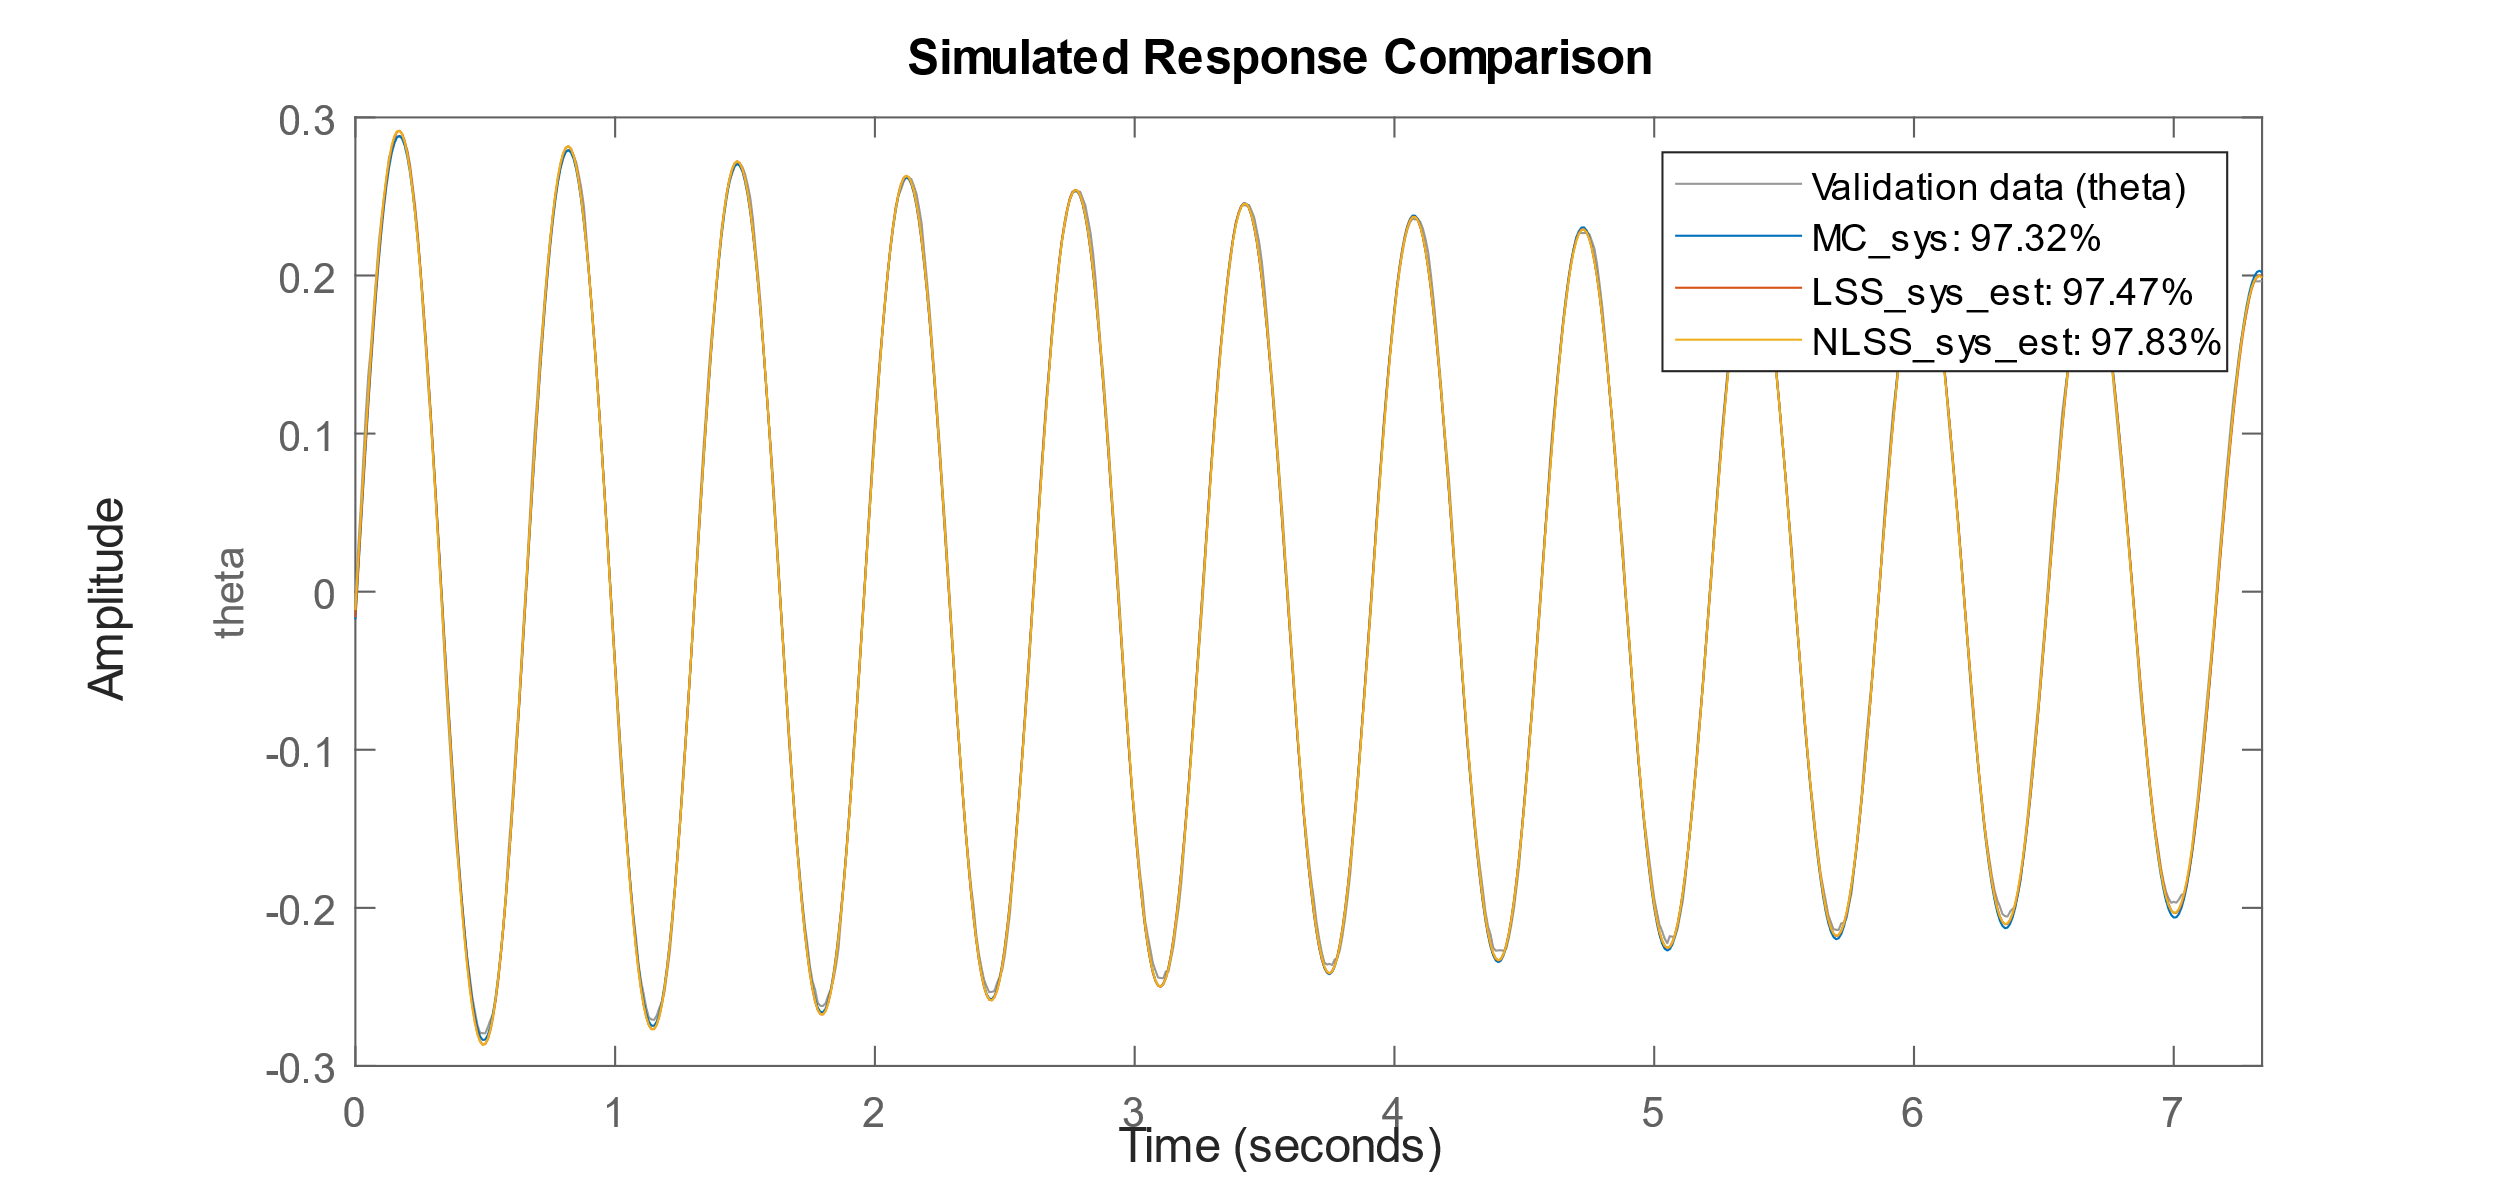 Simulated Response Comparison
0.3
0.2
0.1
0
-0.1
-0.2
-0.3
Amplitude
theta
Validation data (theta)
MC_sys: 97.32%
LSS_sys_est: 97.47%
NLSS_sys_est: 97.83%
0 1 2 3 4 5 6 7
Time (seconds)